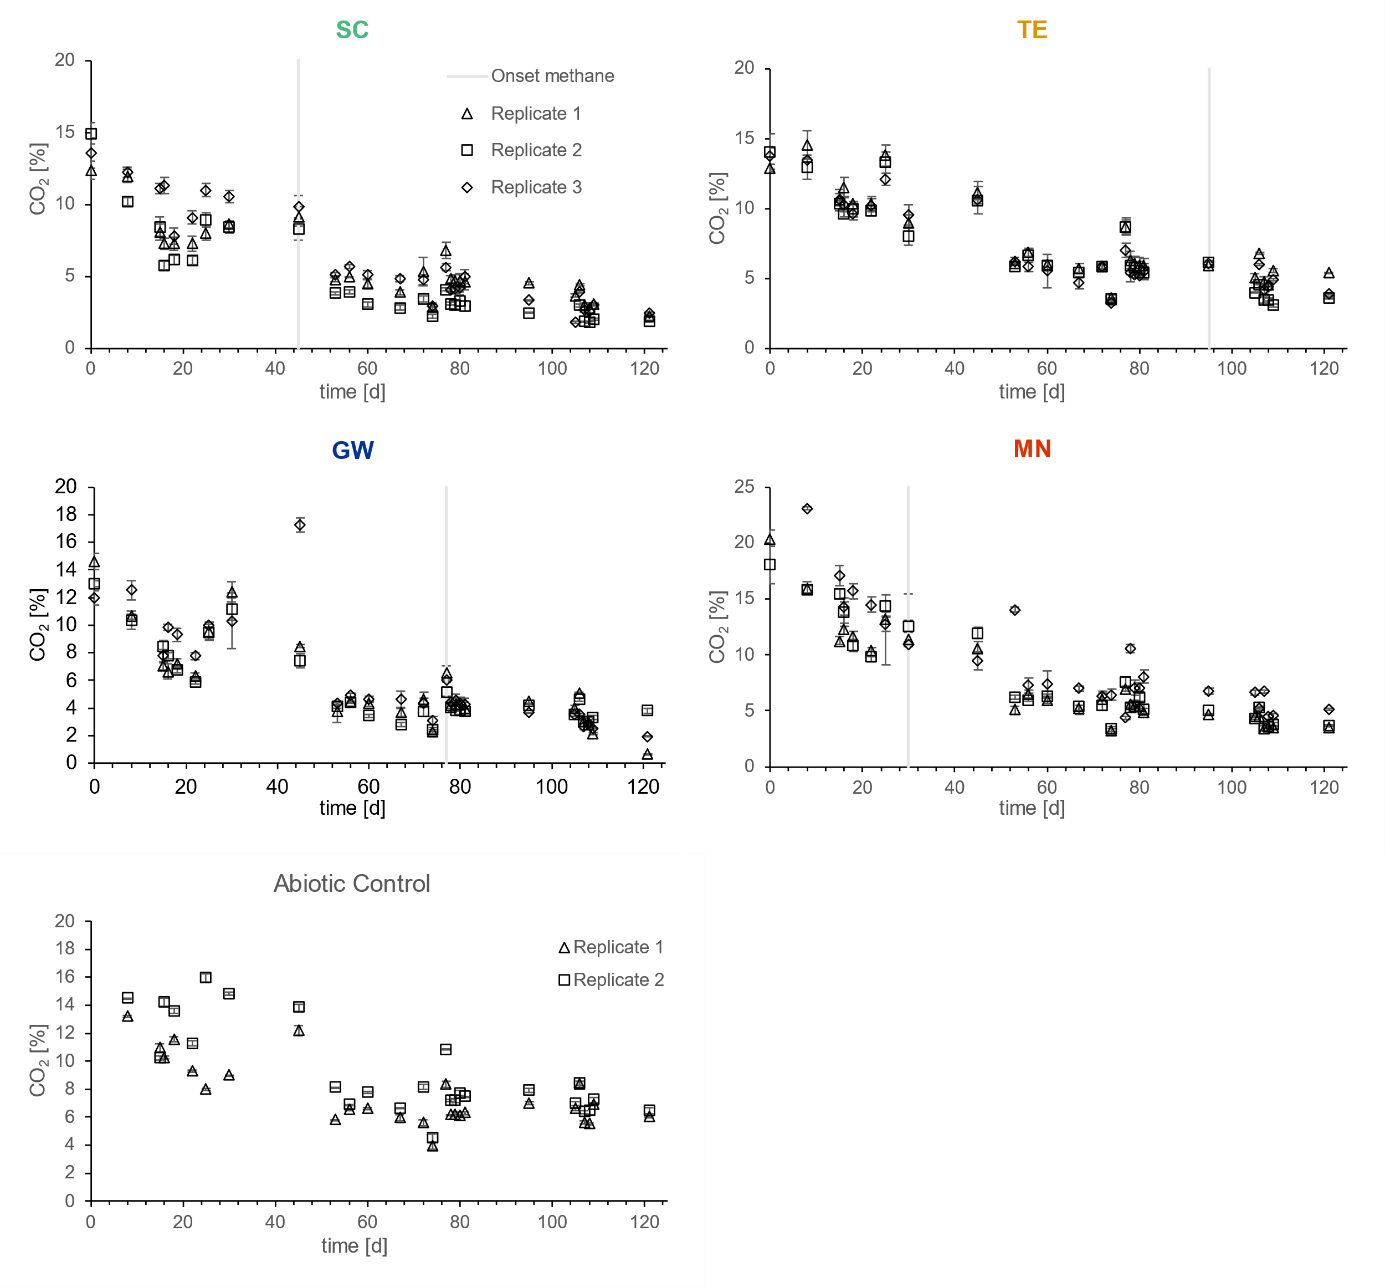 SC
20
15
10
5
0
CO₂ [%]
0 20 40 60 80 100 120
time [d]
Onset methane
Replicate 1
Replicate 2
Replicate 3
TE
20
15
10
5
0
CO₂ [%]
0 20 40 60 80 100 120
time [d]
GW
20
18
16
14
12
10
8
6
4
2
0
CO₂ [%]
0 20 40 60 80 100 120
time [d]
MN
25
20
15
10
5
0
CO₂ [%]
0 20 40 60 80 100 120
time [d]
Abiotic Control
20
18
16
14
12
10
8
6
4
2
0
CO₂ [%]
0 20 40 60 80 100 120
time [d]
Replicate 1
Replicate 2